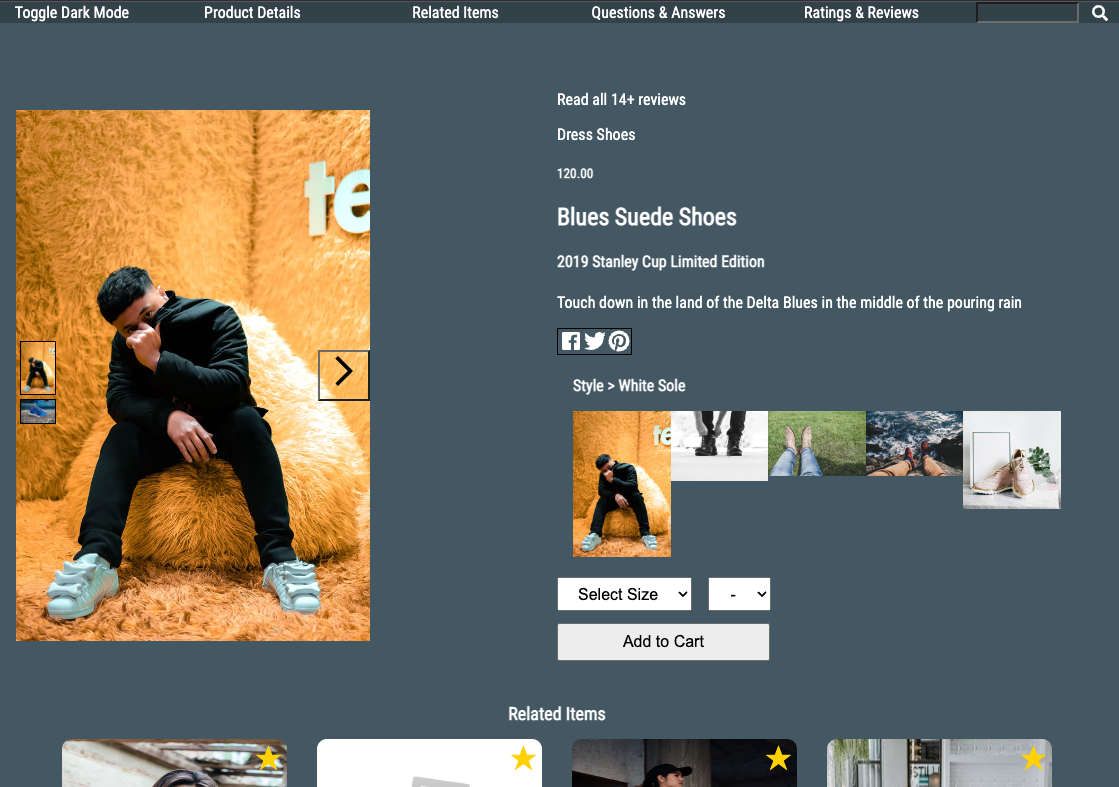 Toggle Dark Mode Product Details Related Items Questions & Answers Ratings & Reviews
Read all 14+ reviews
Dress Shoes
120.00
Blues Suede Shoes
2019 Stanley Cup Limited Edition
Touch down in the land of the Delta Blues in the middle of the pouring rain
Style > White Sole
te
te
Select Size -
Add to Cart
Related Items